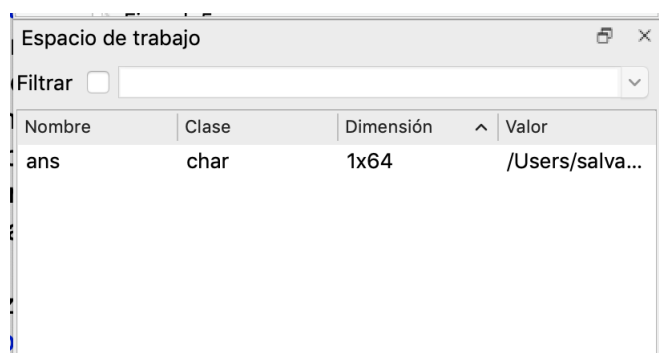 Espacio de trabajo
Filtrar
Nombre Clase Dimensión Valor
ans char 1x64 /Users/salva...